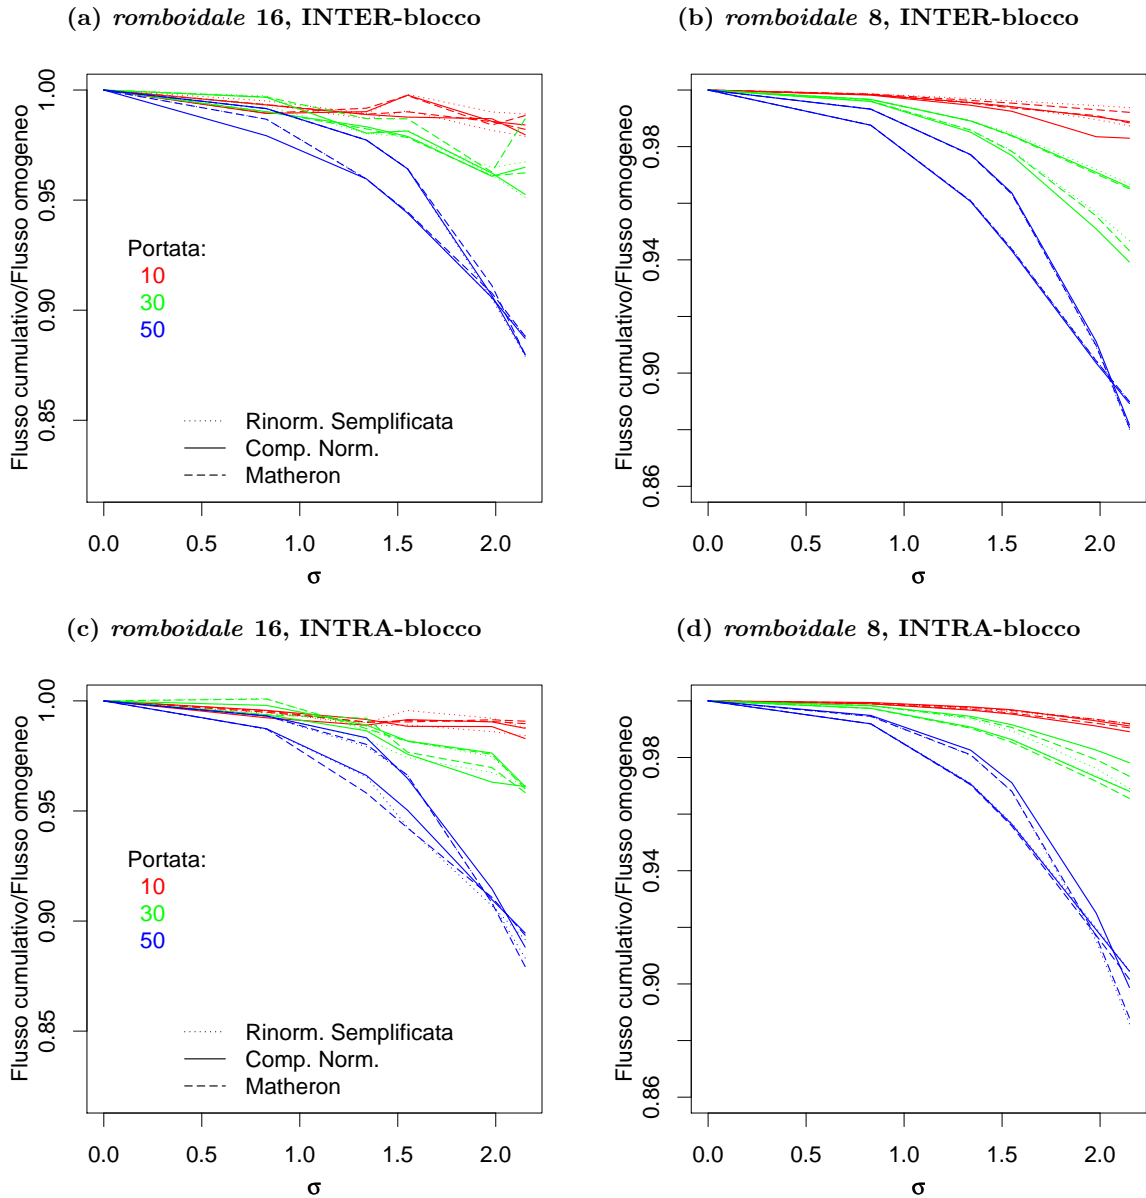 (a) romboidale 16, INTER-blocco
Flusso cumulativo/Flusso omogeneo
1.00
0.95
0.90
0.85
Portata:
10
30
50
Rinorm. Semplificata
Comp. Norm.
Matheron
0.0 0.5 1.0 1.5 2.0
σ
(b) romboidale 8, INTER-blocco
Flusso cumulativo/Flusso omogeneo
0.98
0.94
0.90
0.86
0.0 0.5 1.0 1.5 2.0
σ
(c) romboidale 16, INTRA-blocco
Flusso cumulativo/Flusso omogeneo
1.00
0.95
0.90
0.85
Portata:
10
30
50
Rinorm. Semplificata
Comp. Norm.
Matheron
0.0 0.5 1.0 1.5 2.0
σ
(d) romboidale 8, INTRA-blocco
Flusso cumulativo/Flusso omogeneo
0.98
0.94
0.90
0.86
0.0 0.5 1.0 1.5 2.0
σ